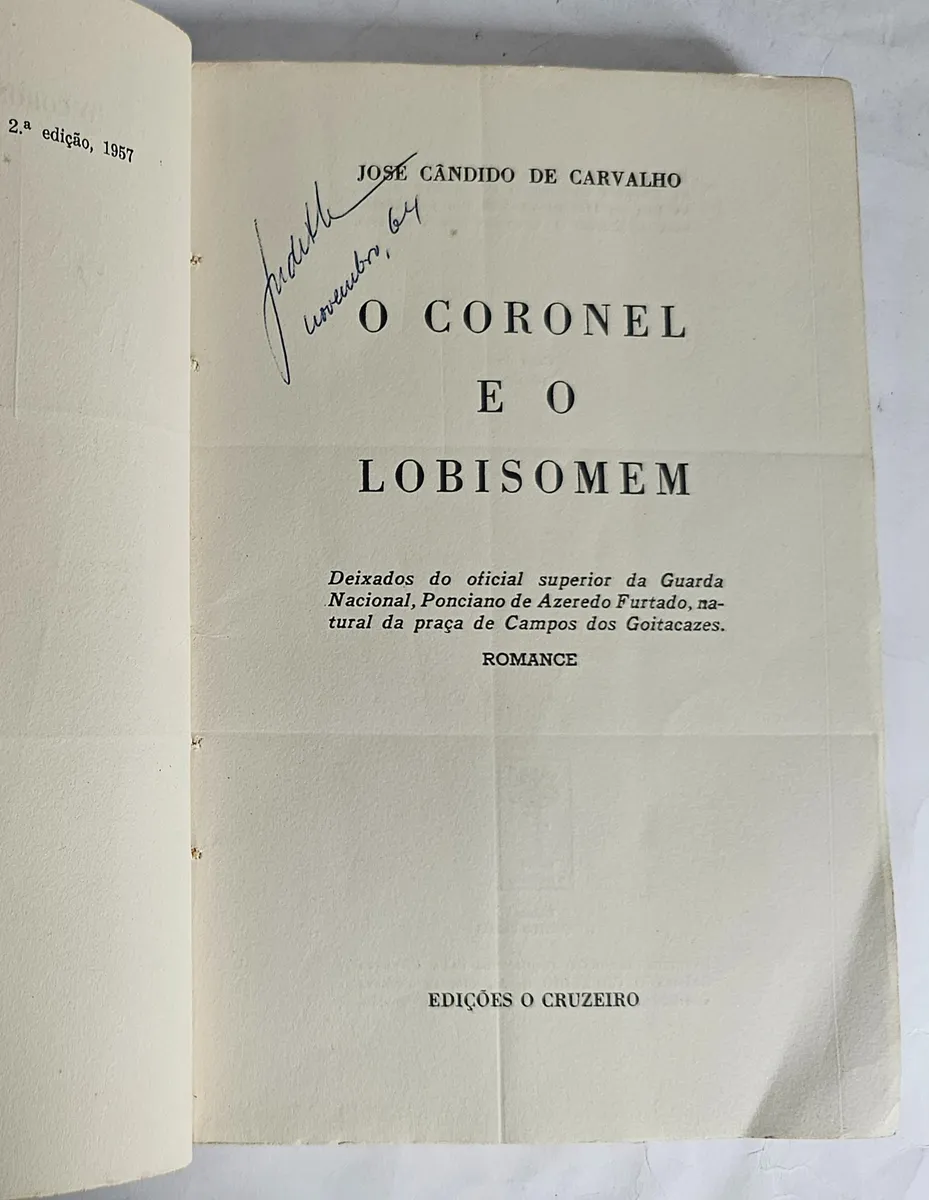 2.ª edição, 1957
JOSÉ CÂNDIDO DE CARVALHO
Judith
novembro, 64
O CORONEL
E O
LOBISOMEM
Deixados do oficial superior da Guarda
Nacional, Ponciano de Azeredo Furtado, na-
tural da praça de Campos dos Goitacazes.
ROMANCE
EDIÇÕES O CRUZEIRO